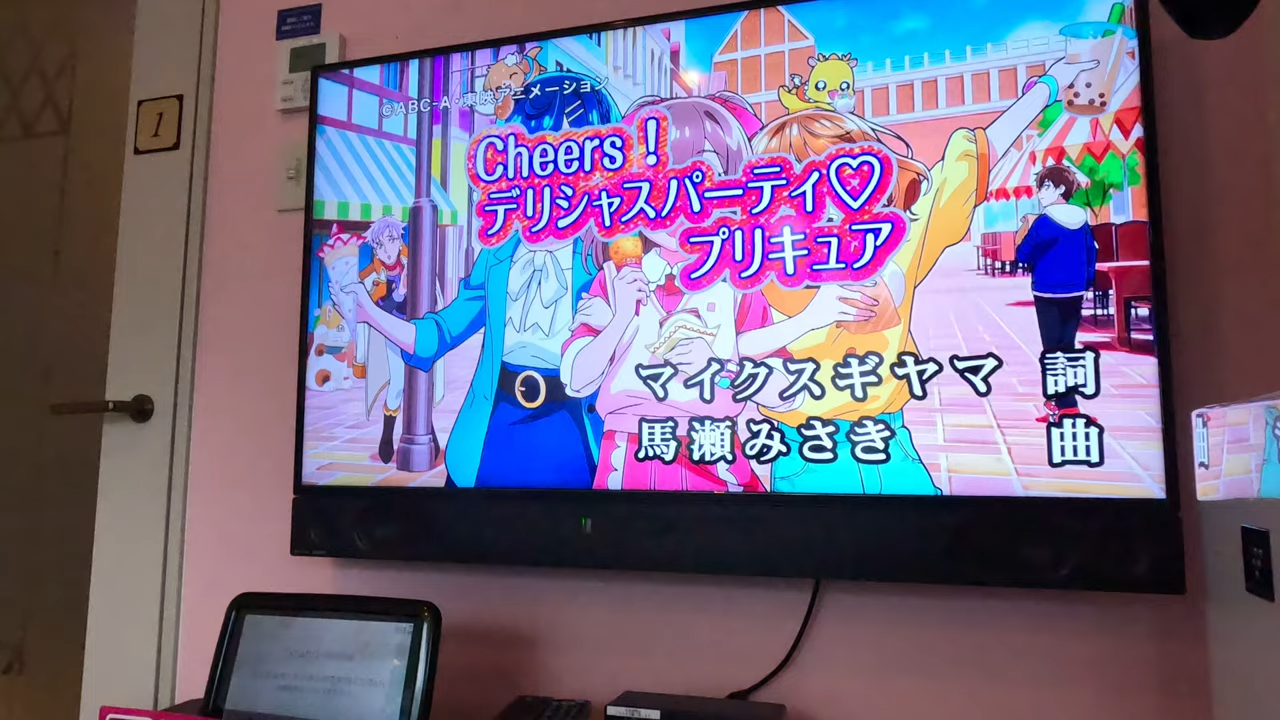 1
©ABC-A・東映アニメーション
Cheers！
デリシャスパーティ♡
プリキュア
マイクスギヤマ 詞
馬瀬みさき 曲